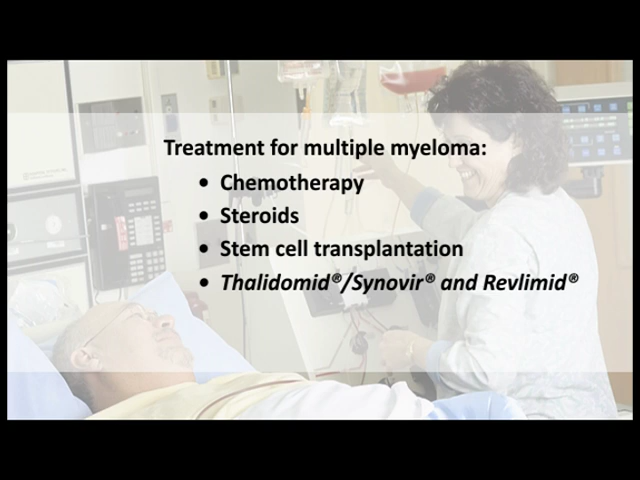 Treatment for multiple myeloma:
• Chemotherapy
• Steroids
• Stem cell transplantation
• Thalidomid®/Synovir® and Revlimid®